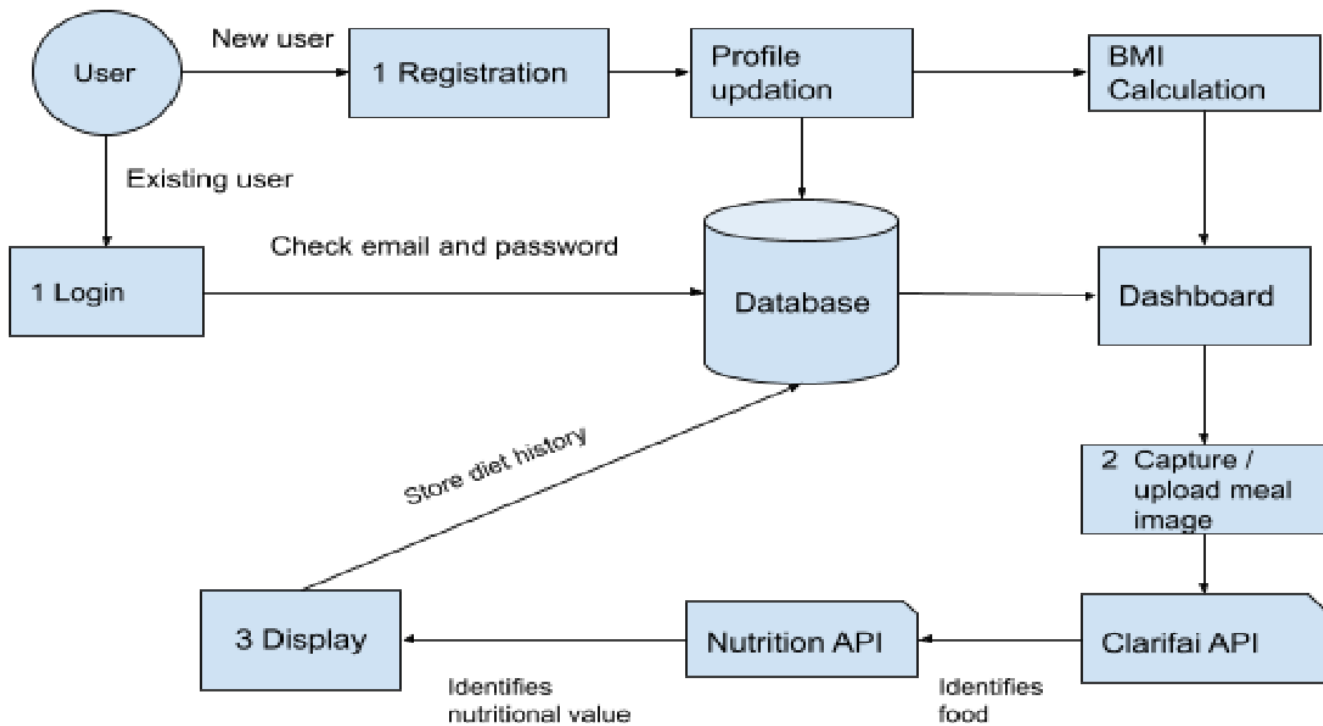 New user
User
1 Registration
Profile
updation
BMI
Calculation
Existing user
Check email and password
1 Login
Database
Dashboard
Store diet history
2 Capture /
upload meal
image
3 Display
Nutrition API
Clarifai API
Identifies
nutritional value
Identifies
food